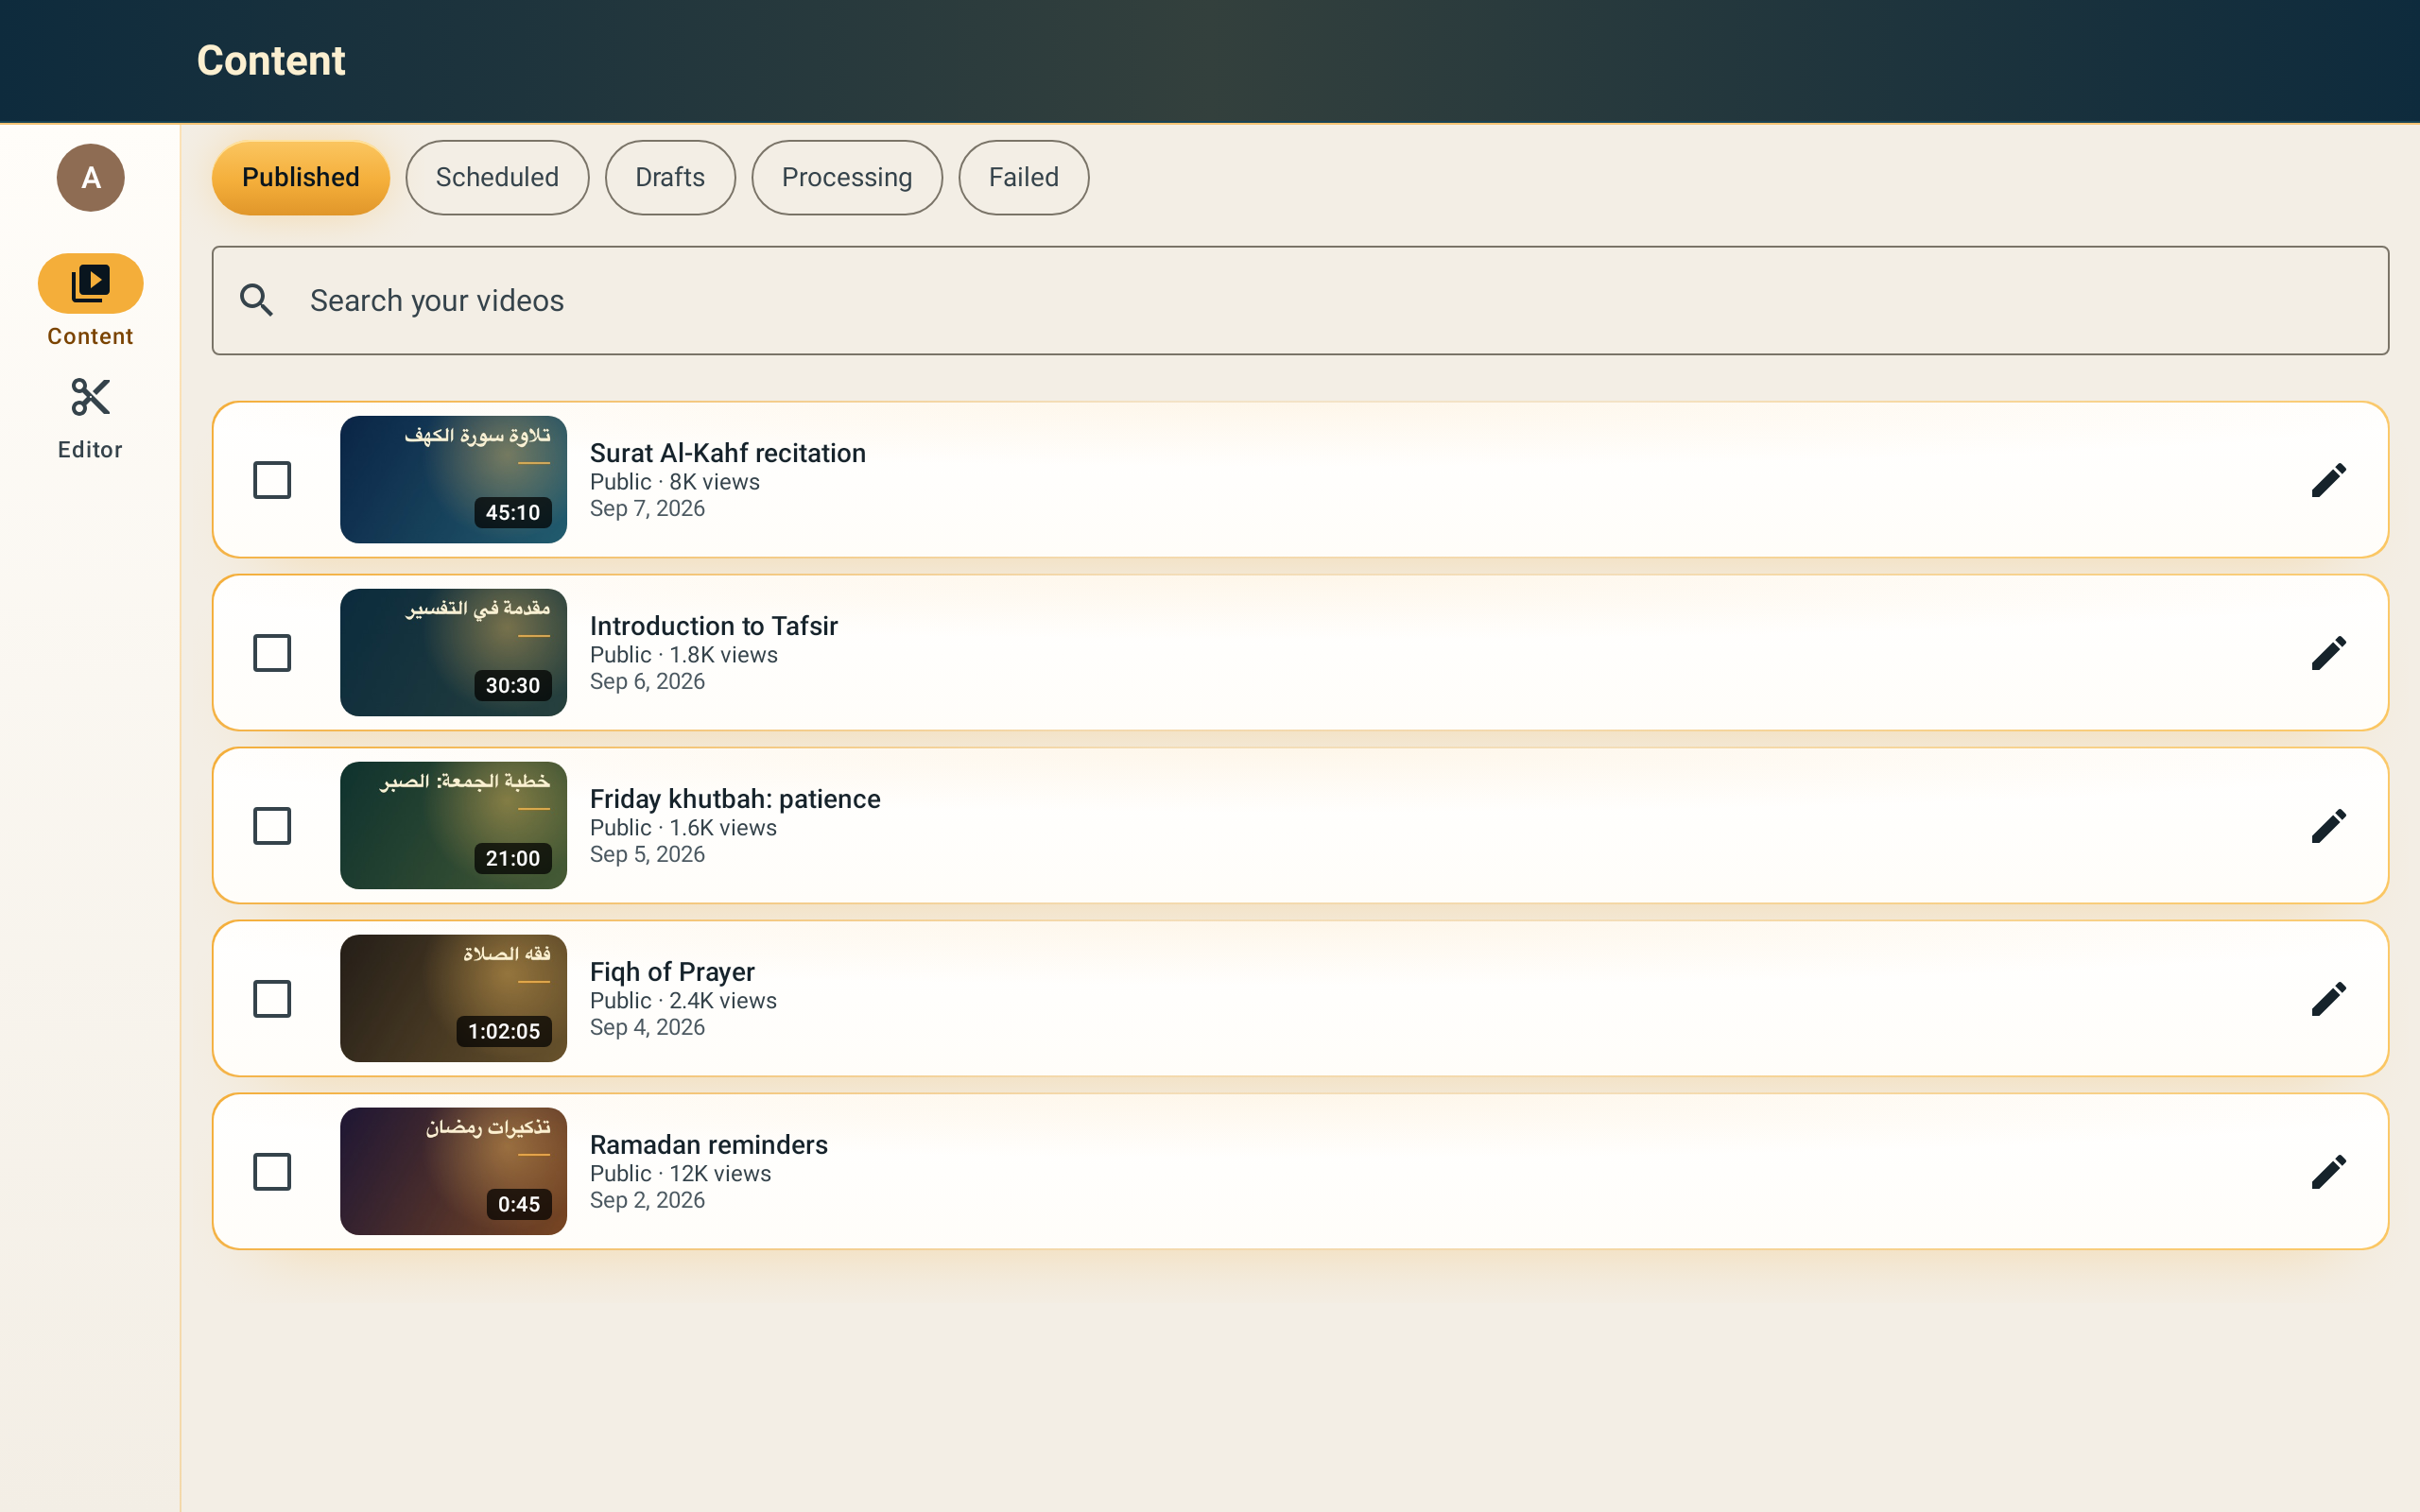 Content
A
Content
Editor
Published
Scheduled
Drafts
Processing
Failed
Search your videos
تلاوة سورة الكهف
45:10
Surat Al-Kahf recitation
Public · 8K views
Sep 7, 2026
مقدمة في التفسير
30:30
Introduction to Tafsir
Public · 1.8K views
Sep 6, 2026
خطبة الجمعة: الصبر
21:00
Friday khutbah: patience
Public · 1.6K views
Sep 5, 2026
فقه الصلاة
1:02:05
Fiqh of Prayer
Public · 2.4K views
Sep 4, 2026
تذكيرات رمضان
0:45
Ramadan reminders
Public · 12K views
Sep 2, 2026